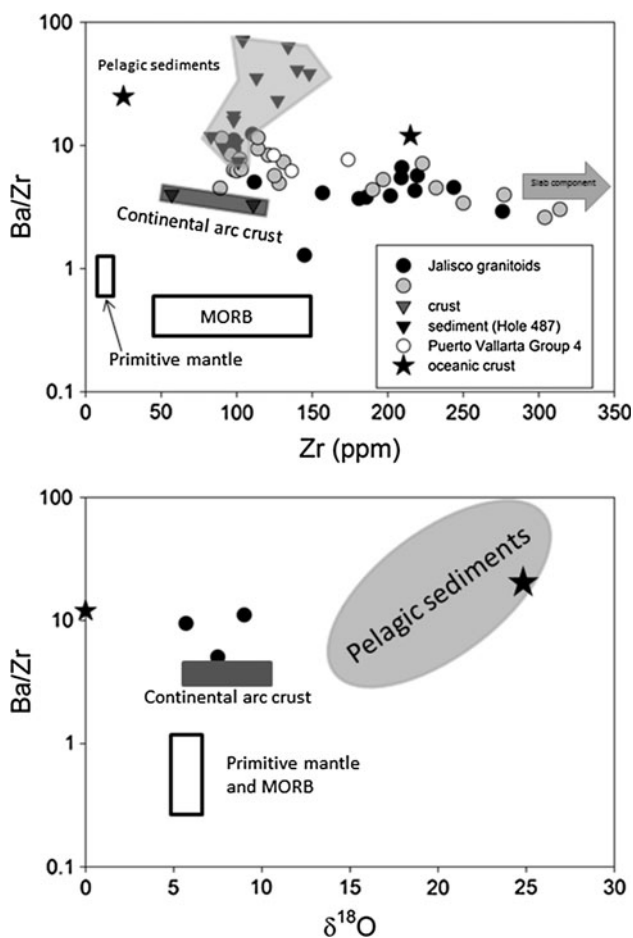 100
10
1
0.1
Ba/Zr
Pelagic sediments
Continental arc crust
Slab component
MORB
Primitive mantle
Jalisco granitoids
crust
sediment (Hole 487)
Puerto Vallarta Group 4
oceanic crust
0 50 100 150 200 250 300 350
Zr (ppm)
100
10
1
0.1
Ba/Zr
Pelagic sediments
Continental arc crust
Primitive mantle
and MORB
0 5 10 15 20 25 30
δ¹⁸O